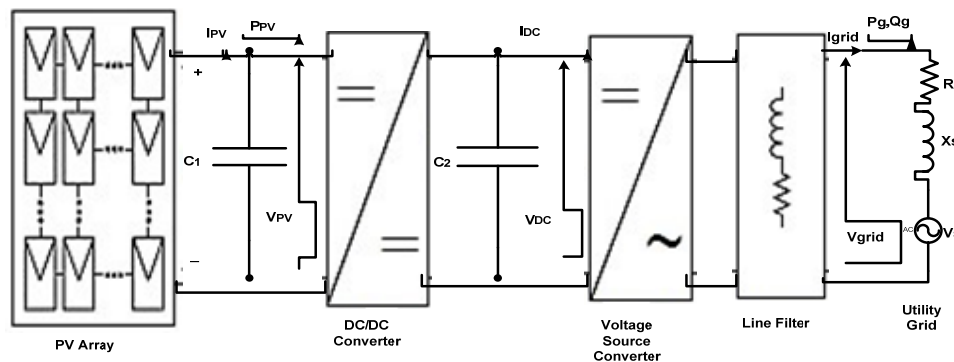 IPV
PPV
IDC
Igrid
Pg,Qg
+
R
C1
C2
Xs
VPV
VDC
Vgrid
AC
_
DC/DC
Converter
Voltage
Source
Converter
Line Filter
Utility
Grid
PV Array